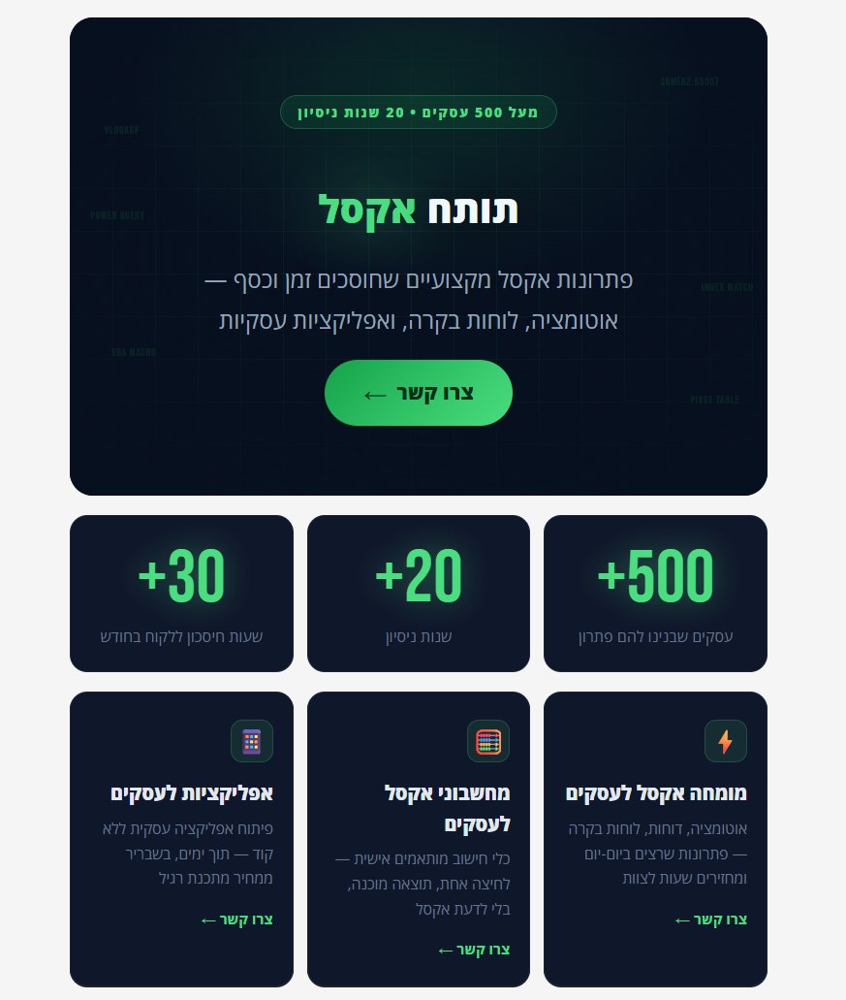 SUM(B2:B500)
מעל 500 עסקים • 20 שנות ניסיון
VLOOKUP
תותח אקסל
POWER QUERY
פתרונות אקסל מקצועיים שחוסכים זמן וכסף —
INDEX MATCH
אוטומציה, לוחות בקרה, ואפליקציות עסקיות
VBA MACRO
צרו קשר ←
PIVOT TABLE
500+
עסקים שבנינו להם פתרון
20+
שנות ניסיון
30+
שעות חיסכון ללקוח בחודש
מומחה אקסל לעסקים
אוטומציה, דוחות, לוחות בקרה
— פתרונות שרצים ביום-יום
ומחזירים שעות לצוות
צרו קשר ←
מחשבוני אקסל
לעסקים
כלי חישוב מותאמים אישית —
לחיצה אחת, תוצאה מוכנה,
בלי לדעת אקסל
צרו קשר ←
אפליקציות לעסקים
פיתוח אפליקציה עסקית ללא
קוד — תוך ימים, בשבריר
ממחיר מתכנת רגיל
צרו קשר ←